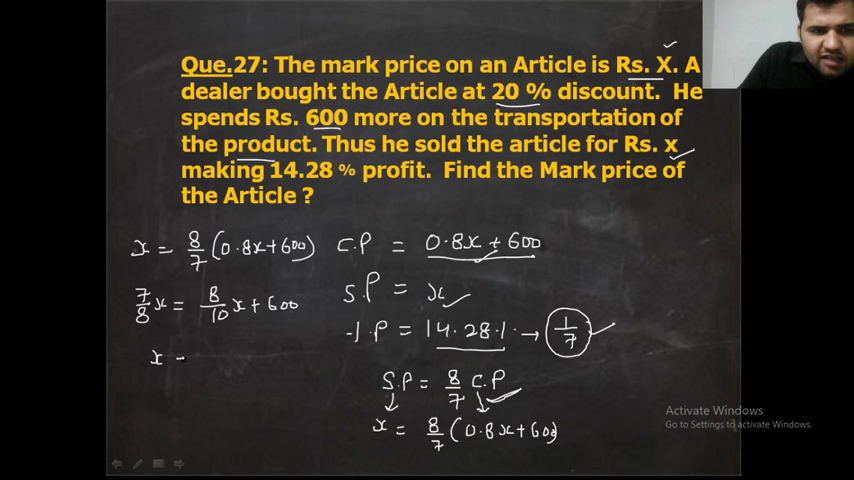 Que.27: The mark price on an Article is Rs. X. A
dealer bought the Article at 20 % discount. He
spends Rs. 600 more on the transportation of
the product. Thus he sold the article for Rs. x
making 14.28 % profit. Find the Mark price of
the Article ?
x = 8/7 (0.8x+600)
7/8 x = 8/10 x + 600
x -
C.P = 0.8x + 600
S.P = x
-1.P = 14.28.1. → 1/7
S.P = 8/7 C.P
x = 8/7 (0.8x+600)
Activate Windows
Go to Settings to activate Windows.